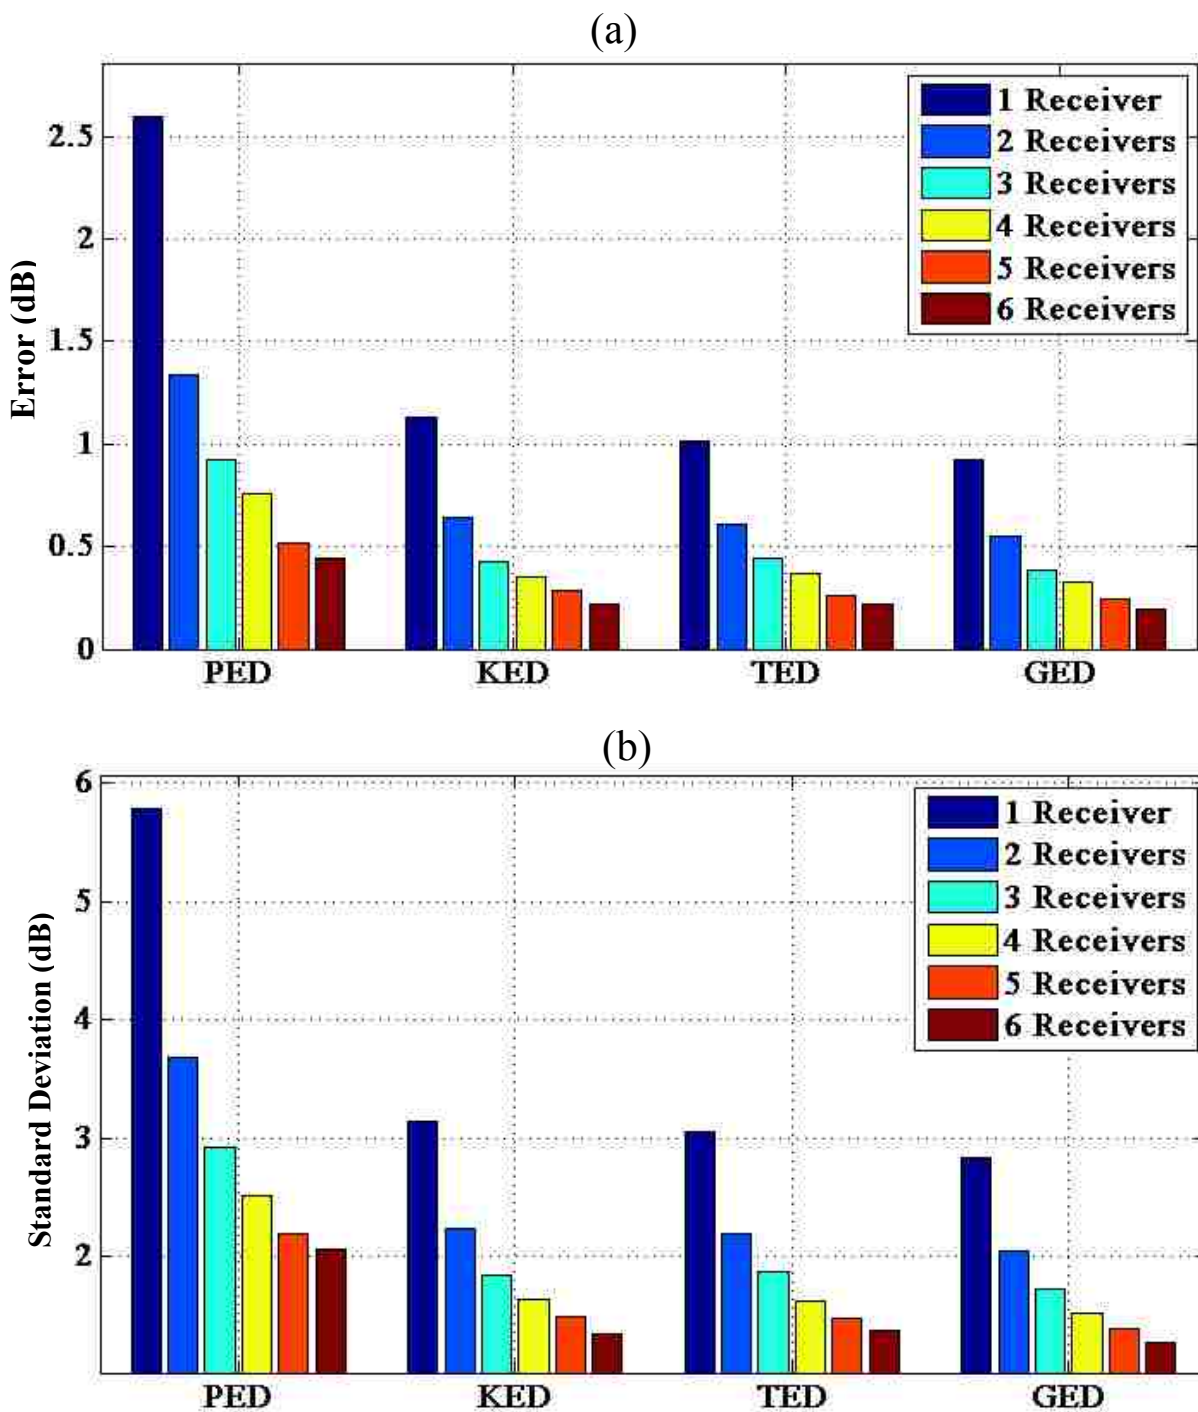 (a)
Error (dB)
2.5
2
1.5
1
0.5
0
1 Receiver
2 Receivers
3 Receivers
4 Receivers
5 Receivers
6 Receivers
PED KED TED GED
(b)
Standard Deviation (dB)
6
5
4
3
2
1 Receiver
2 Receivers
3 Receivers
4 Receivers
5 Receivers
6 Receivers
PED KED TED GED